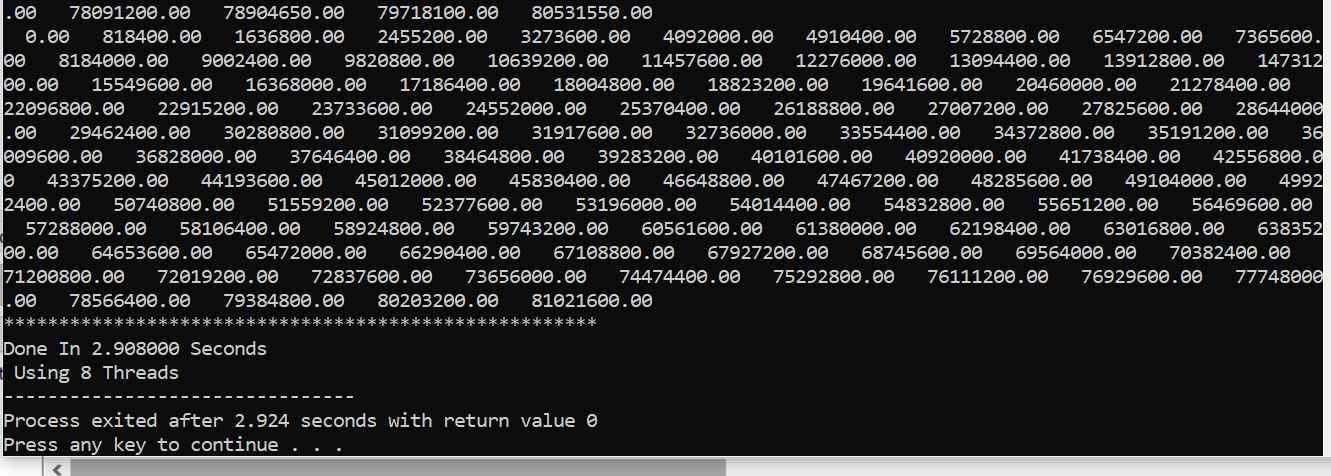 .00   78091200.00   78904650.00   79718100.00   80531550.00
  0.00   818400.00   1636800.00   2455200.00   3273600.00   4092000.00   4910400.00   5728800.00   6547200.00   7365600.
00   8184000.00   9002400.00   9820800.00   10639200.00   11457600.00   12276000.00   13094400.00   13912800.00   147312
00.00   15549600.00   16368000.00   17186400.00   18004800.00   18823200.00   19641600.00   20460000.00   21278400.00
22096800.00   22915200.00   23733600.00   24552000.00   25370400.00   26188800.00   27007200.00   27825600.00   28644000
.00   29462400.00   30280800.00   31099200.00   31917600.00   32736000.00   33554400.00   34372800.00   35191200.00   36
009600.00   36828000.00   37646400.00   38464800.00   39283200.00   40101600.00   40920000.00   41738400.00   42556800.0
0   43375200.00   44193600.00   45012000.00   45830400.00   46648800.00   47467200.00   48285600.00   49104000.00   4992
2400.00   50740800.00   51559200.00   52377600.00   53196000.00   54014400.00   54832800.00   55651200.00   56469600.00
  57288000.00   58106400.00   58924800.00   59743200.00   60561600.00   61380000.00   62198400.00   63016800.00   638352
00.00   64653600.00   65472000.00   66290400.00   67108800.00   67927200.00   68745600.00   69564000.00   70382400.00
71200800.00   72019200.00   72837600.00   73656000.00   74474400.00   75292800.00   76111200.00   76929600.00   77748000
.00   78566400.00   79384800.00   80203200.00   81021600.00
******************************************************
Done In 2.908000 Seconds
 Using 8 Threads
--------------------------------
Process exited after 2.924 seconds with return value 0
Press any key to continue . . .